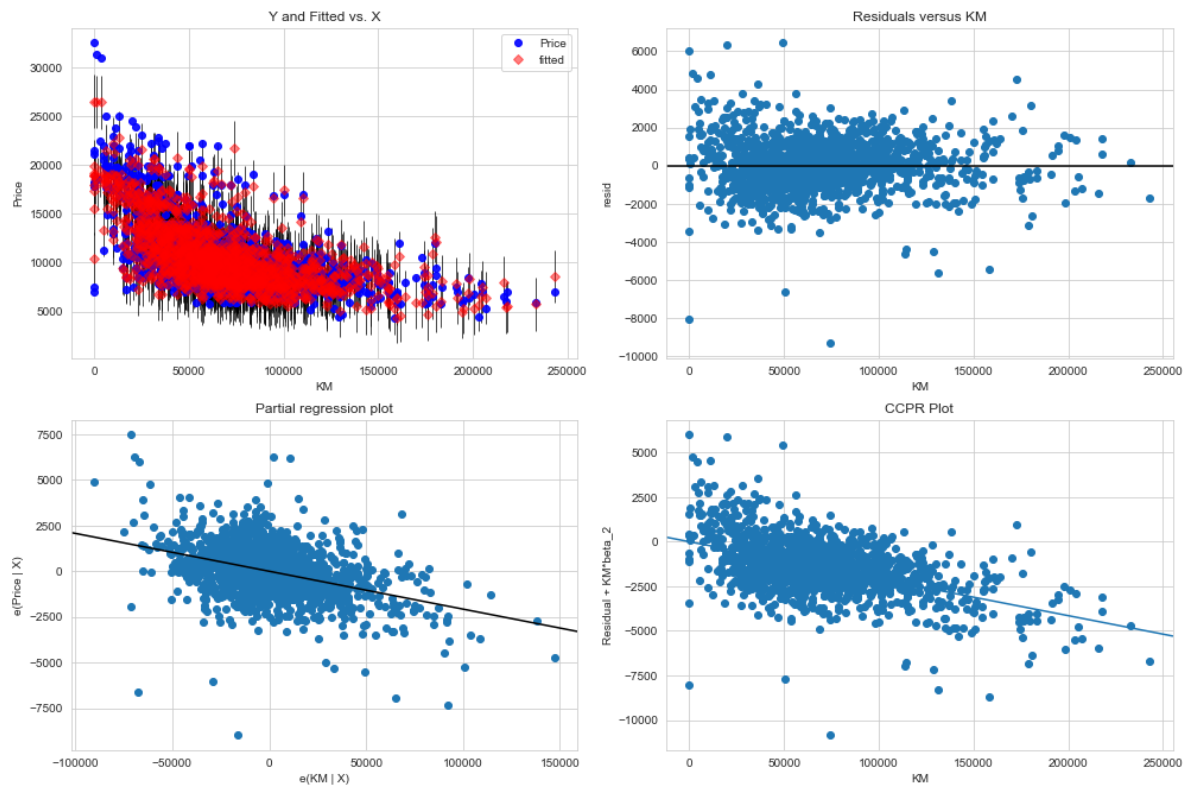 Y and Fitted vs. X
Price
fitted
30000
25000
20000
15000
10000
5000
Price
0 50000 100000 150000 200000 250000
KM
Residuals versus KM
6000
4000
2000
0
−2000
−4000
−6000
−8000
−10000
resid
0 50000 100000 150000 200000 250000
KM
Partial regression plot
7500
5000
2500
0
−2500
−5000
−7500
e(Price | X)
−100000 −50000 0 50000 100000 150000
e(KM | X)
CCPR Plot
5000
2500
0
−2500
−5000
−7500
−10000
Residual + KM*beta_2
0 50000 100000 150000 200000 250000
KM